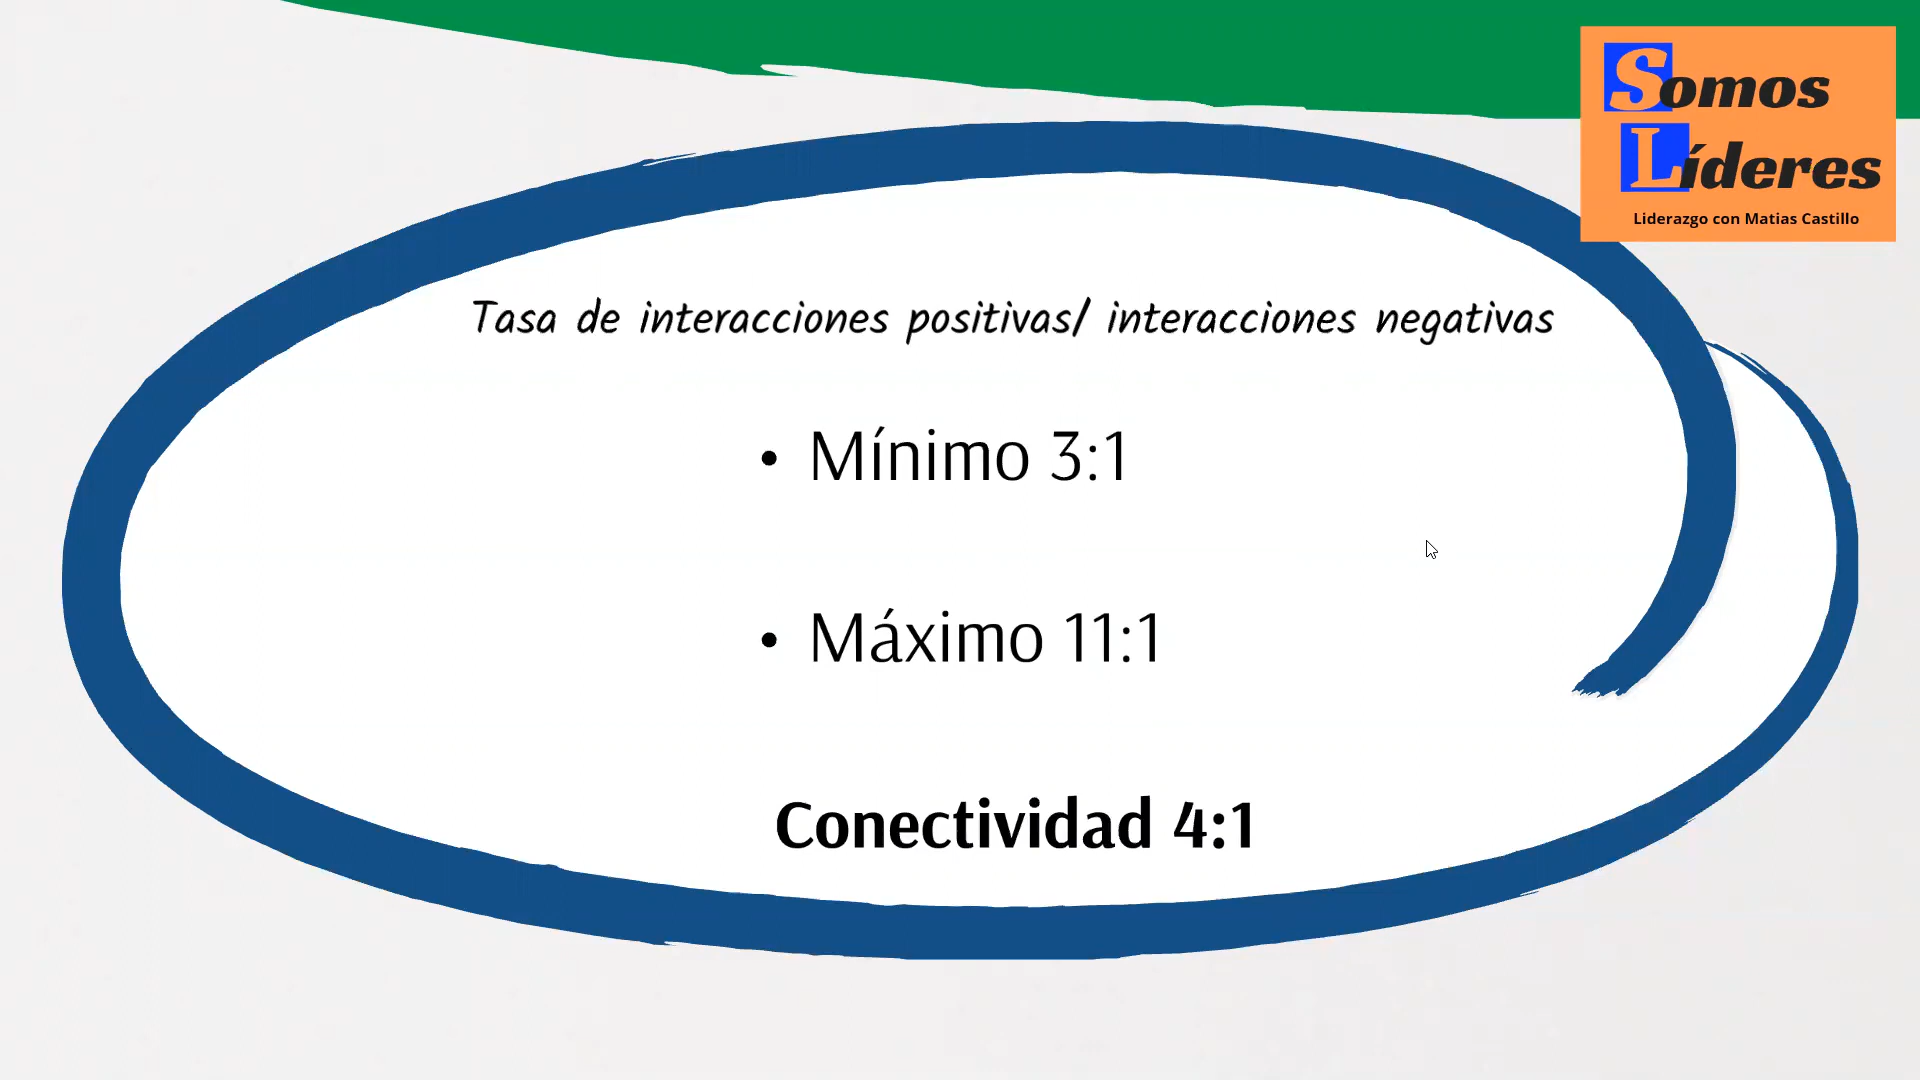 Somos
Líderes
Liderazgo con Matias Castillo
Tasa de interacciones positivas/ interacciones negativas
• Mínimo 3:1
• Máximo 11:1
Conectividad 4:1